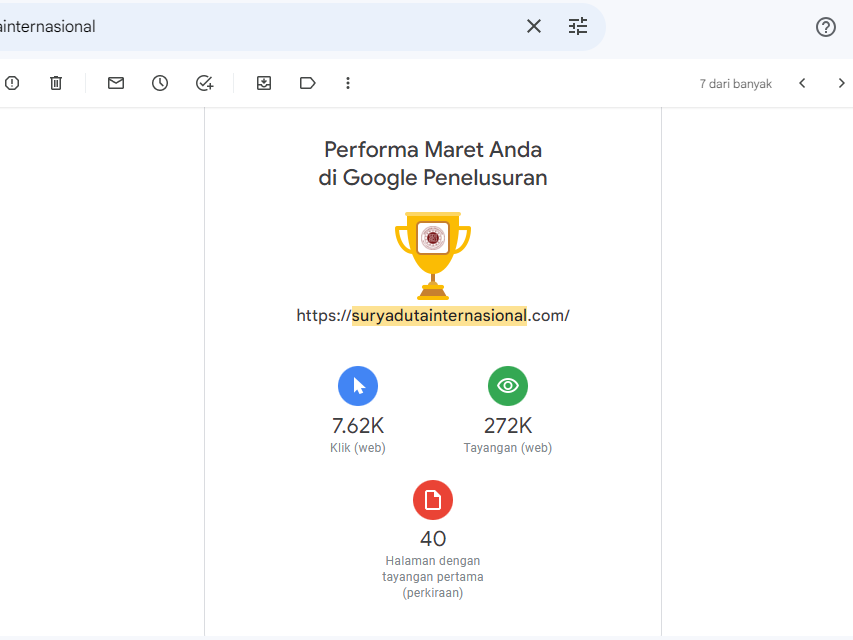 ainternasional
7 dari banyak
Performa Maret Anda
di Google Penelusuran
https://suryadutainternasional.com/
7.62K
Klik (web)
272K
Tayangan (web)
40
Halaman dengan
tayangan pertama
(perkiraan)